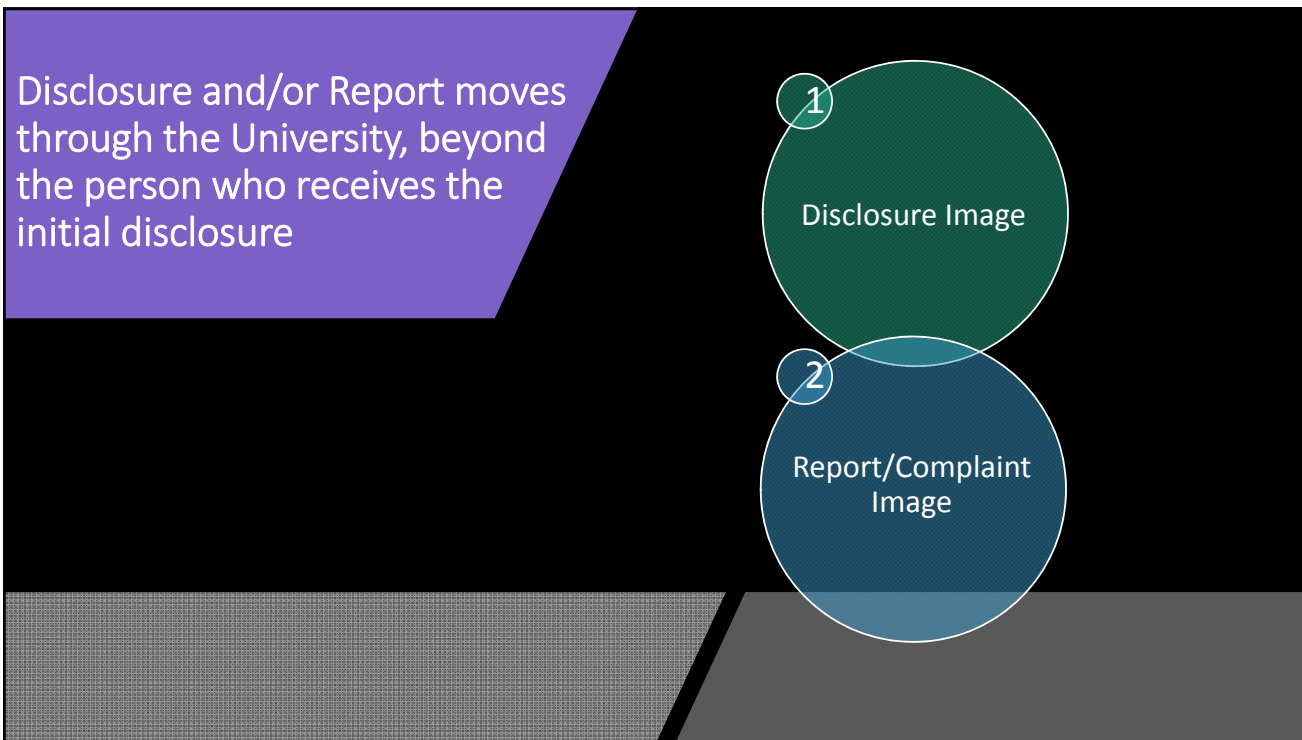 Disclosure and/or Report moves
through the University, beyond
the person who receives the
initial disclosure
1
Disclosure Image
2
Report/Complaint
Image